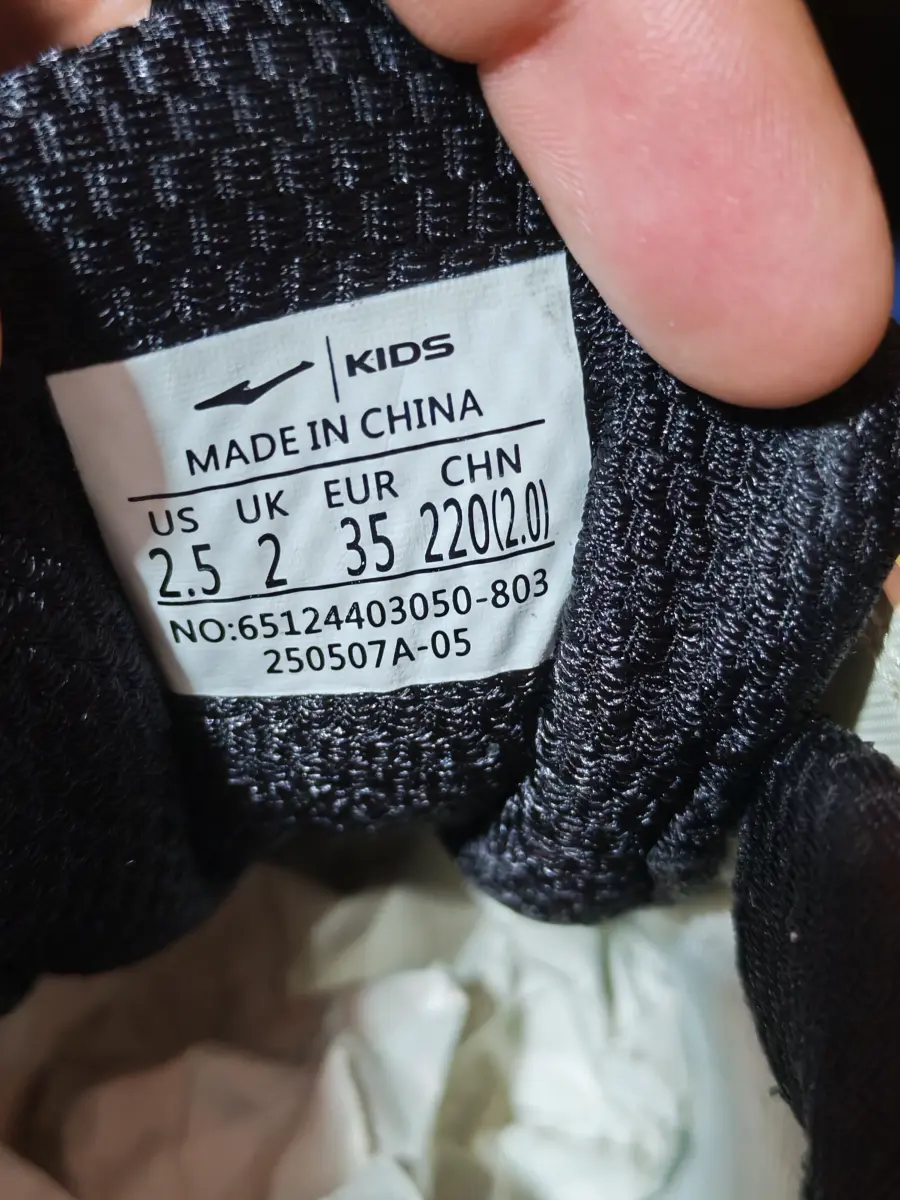 KIDS
MADE IN CHINA
US UK EUR CHN
2.5 2 35 220(2.0)
NO:65124403050-803
250507A-05